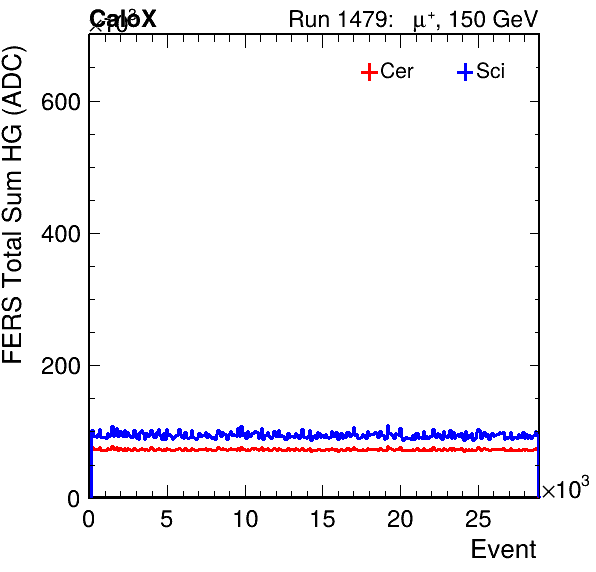 CaloX
×10³
Run 1479: μ⁺, 150 GeV
FERS Total Sum HG (ADC)
Cer
Sci
600
400
200
0
0 5 10 15 20 25
×10³
Event